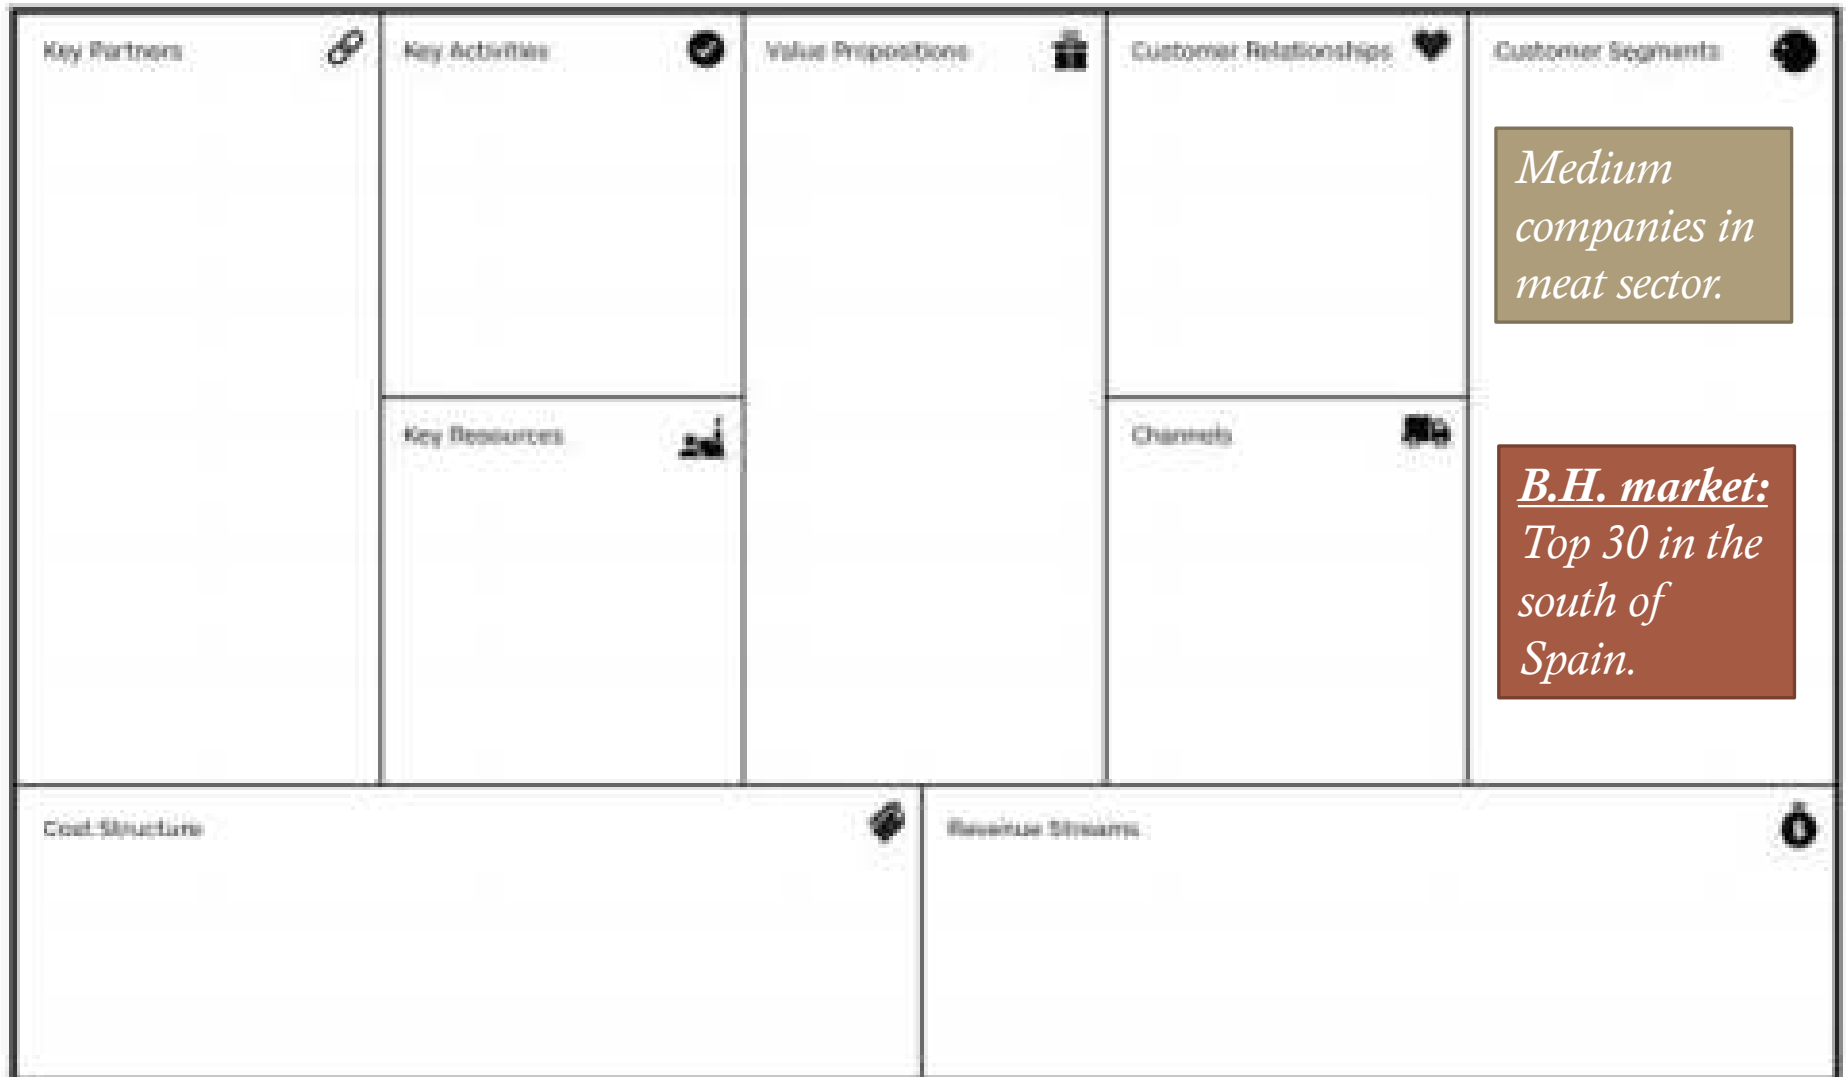 Key Partners
Key Activities
Value Propositions
Customer Relationships
Customer Segments
Medium
companies in
meat sector.
Key Resources
Channels
B.H. market:
Top 30 in the
south of
Spain.
Cost Structure
Revenue Streams